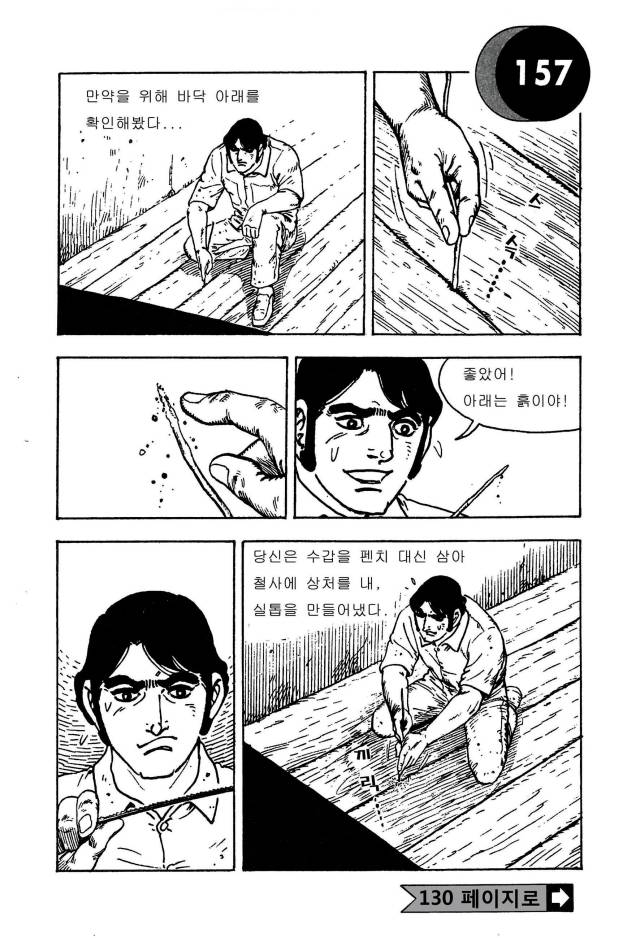 157
만약을 위해 바닥 아래를
확인해봤다...
스
슥
좋았어!
아래는 흙이야!
당신은 수갑을 펜치 대신 삼아
철사에 상처를 내,
실톱을 만들어냈다.
끼
릭
130 페이지로